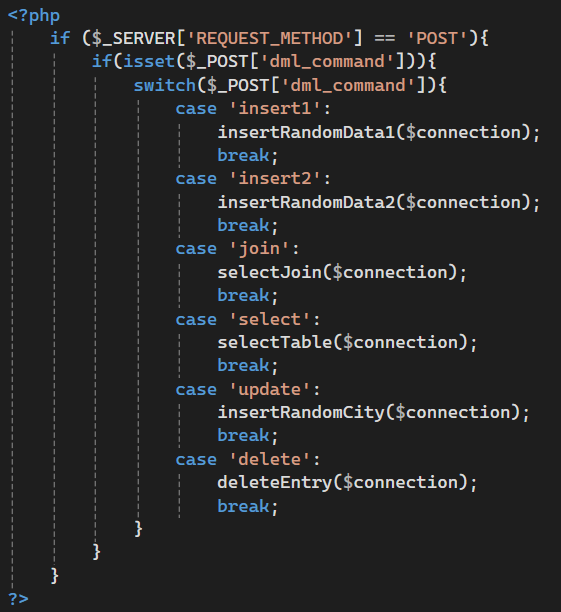 <?php
    if ($_SERVER['REQUEST_METHOD'] == 'POST'){
        if(isset($_POST['dml_command'])){
            switch($_POST['dml_command']){
                case 'insert1':
                    insertRandomData1($connection);
                    break;
                case 'insert2':
                    insertRandomData2($connection);
                    break;
                case 'join':
                    selectJoin($connection);
                    break;
                case 'select':
                    selectTable($connection);
                    break;
                case 'update':
                    insertRandomCity($connection);
                    break;
                case 'delete':
                    deleteEntry($connection);
                    break;
            }
        }
    }
?>